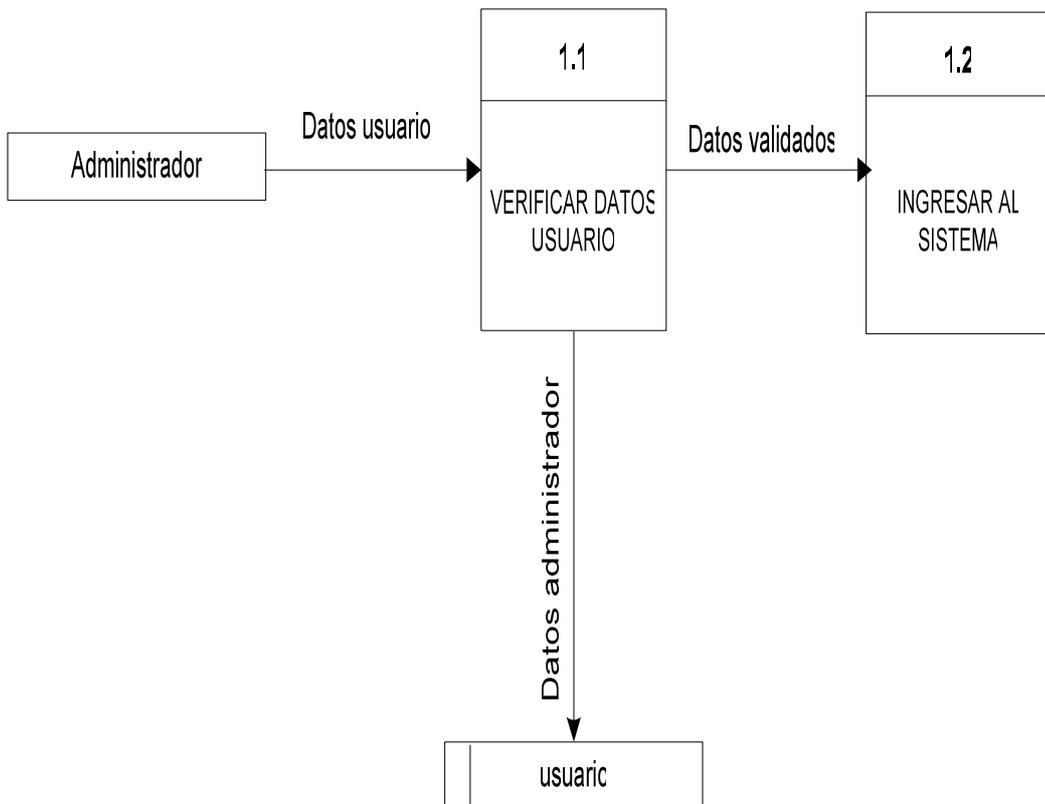 1.1
1.2
Datos usuario
Datos validados
Administrador
VERIFICAR DATOS
USUARIO
INGRESAR AL
SISTEMA
Datos administrador
usuario